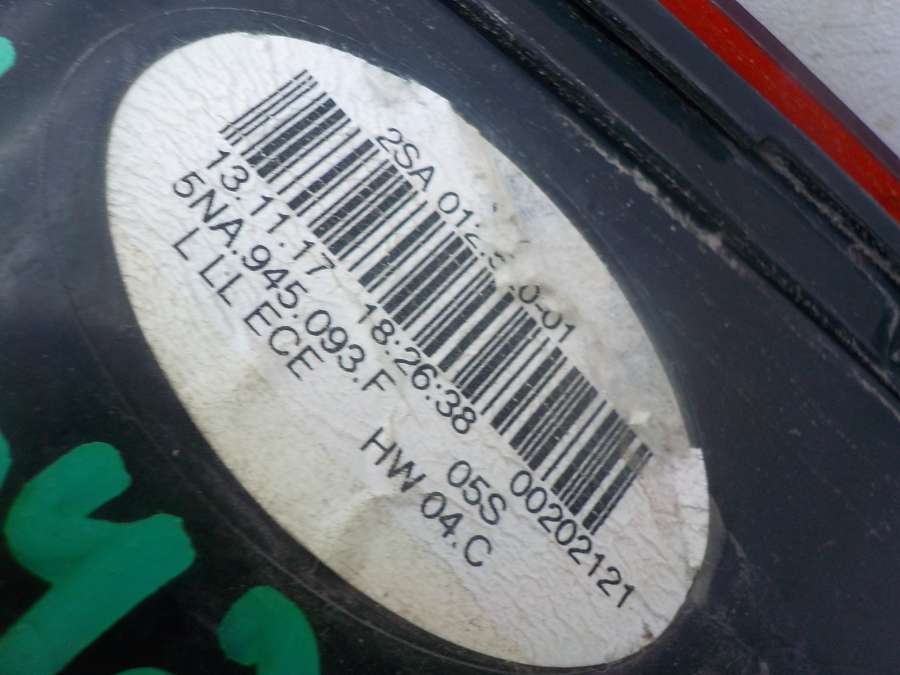 2SA
13.11.17 18:26:38 00202121
5NA.945.093.F 05S
L LL ECE HW 04.C